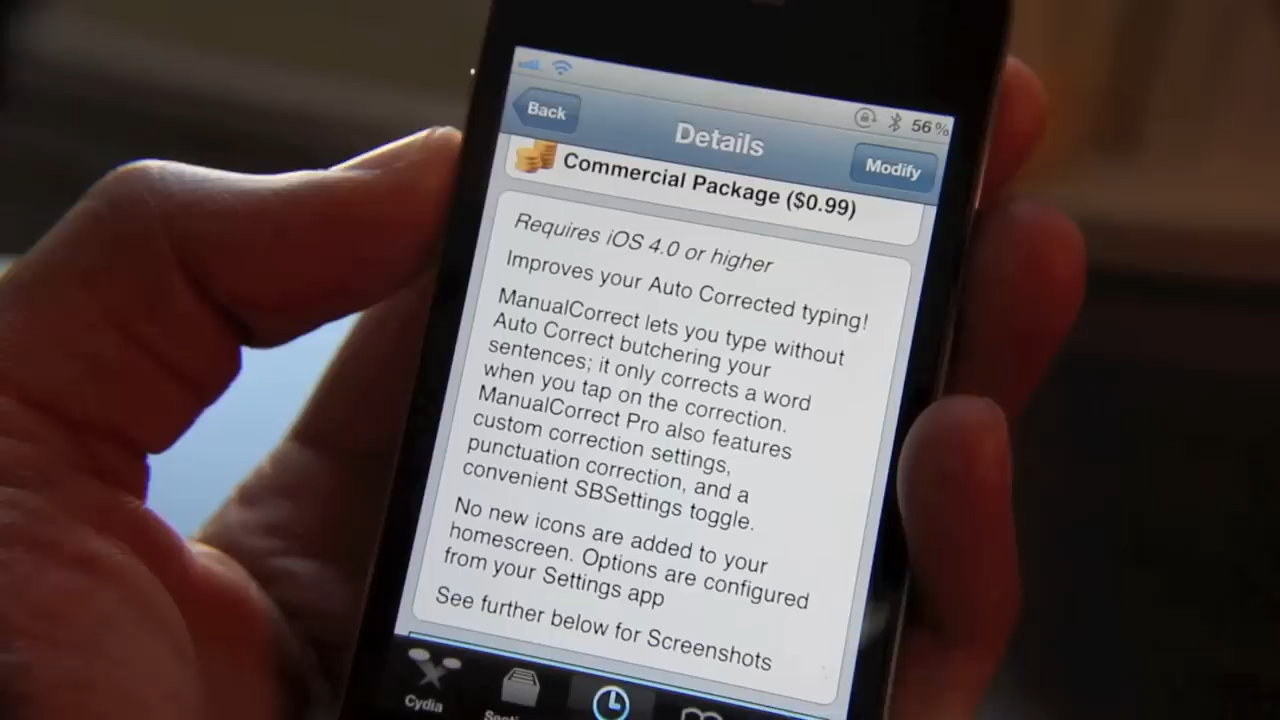 56%
Back
Details
Modify
Commercial Package ($0.99)
Requires iOS 4.0 or higher
Improves your Auto Corrected typing!
ManualCorrect lets you type without
Auto Correct butchering your
sentences; it only corrects a word
when you tap on the correction.
ManualCorrect Pro also features
custom correction settings,
punctuation correction, and a
convenient SBSettings toggle.
No new icons are added to your
homescreen. Options are configured
from your Settings app
See further below for Screenshots
Cydia